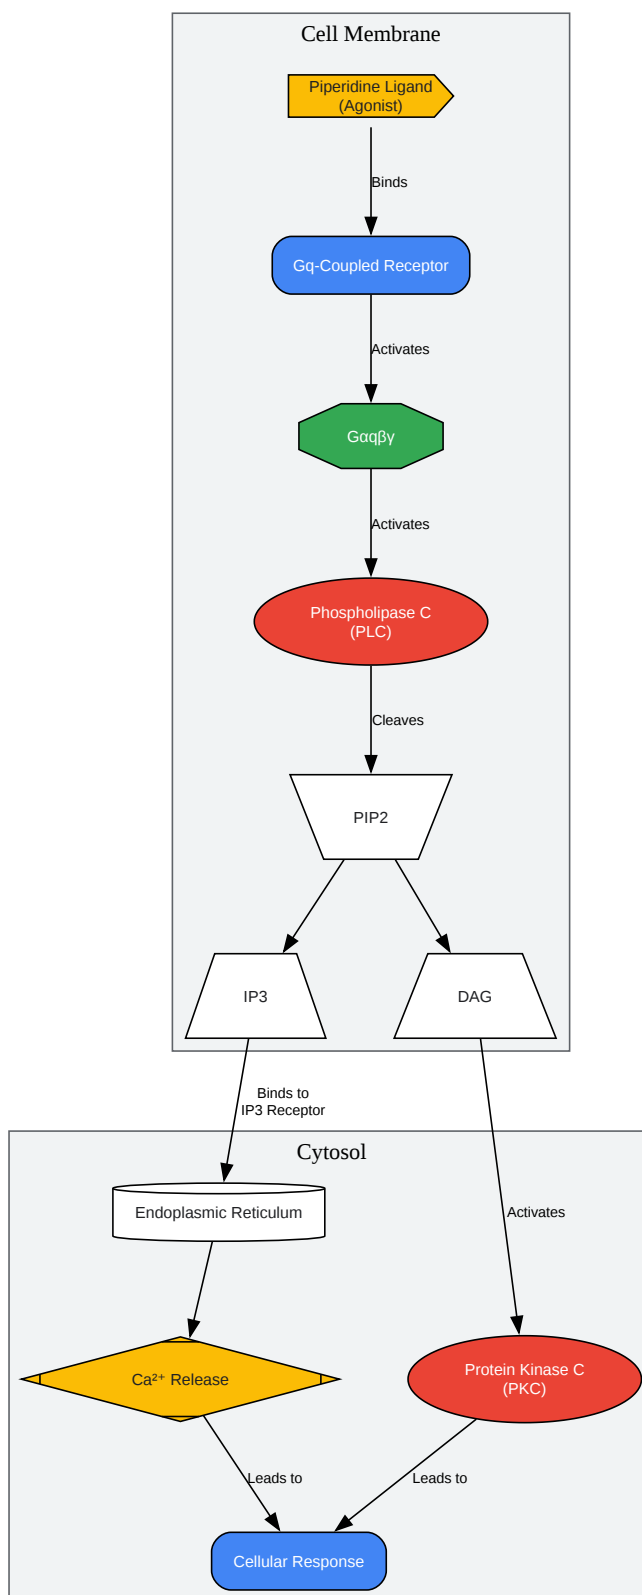 Cell Membrane
Piperidine Ligand
(Agonist)
Binds
Gq-Coupled Receptor
Activates
Gαqβγ
Activates
Phospholipase C
(PLC)
Cleaves
PIP2
IP3
DAG
Binds to
IP3 Receptor
Cytosol
Endoplasmic Reticulum
Activates
Ca²⁺ Release
Protein Kinase C
(PKC)
Leads to
Leads to
Cellular Response